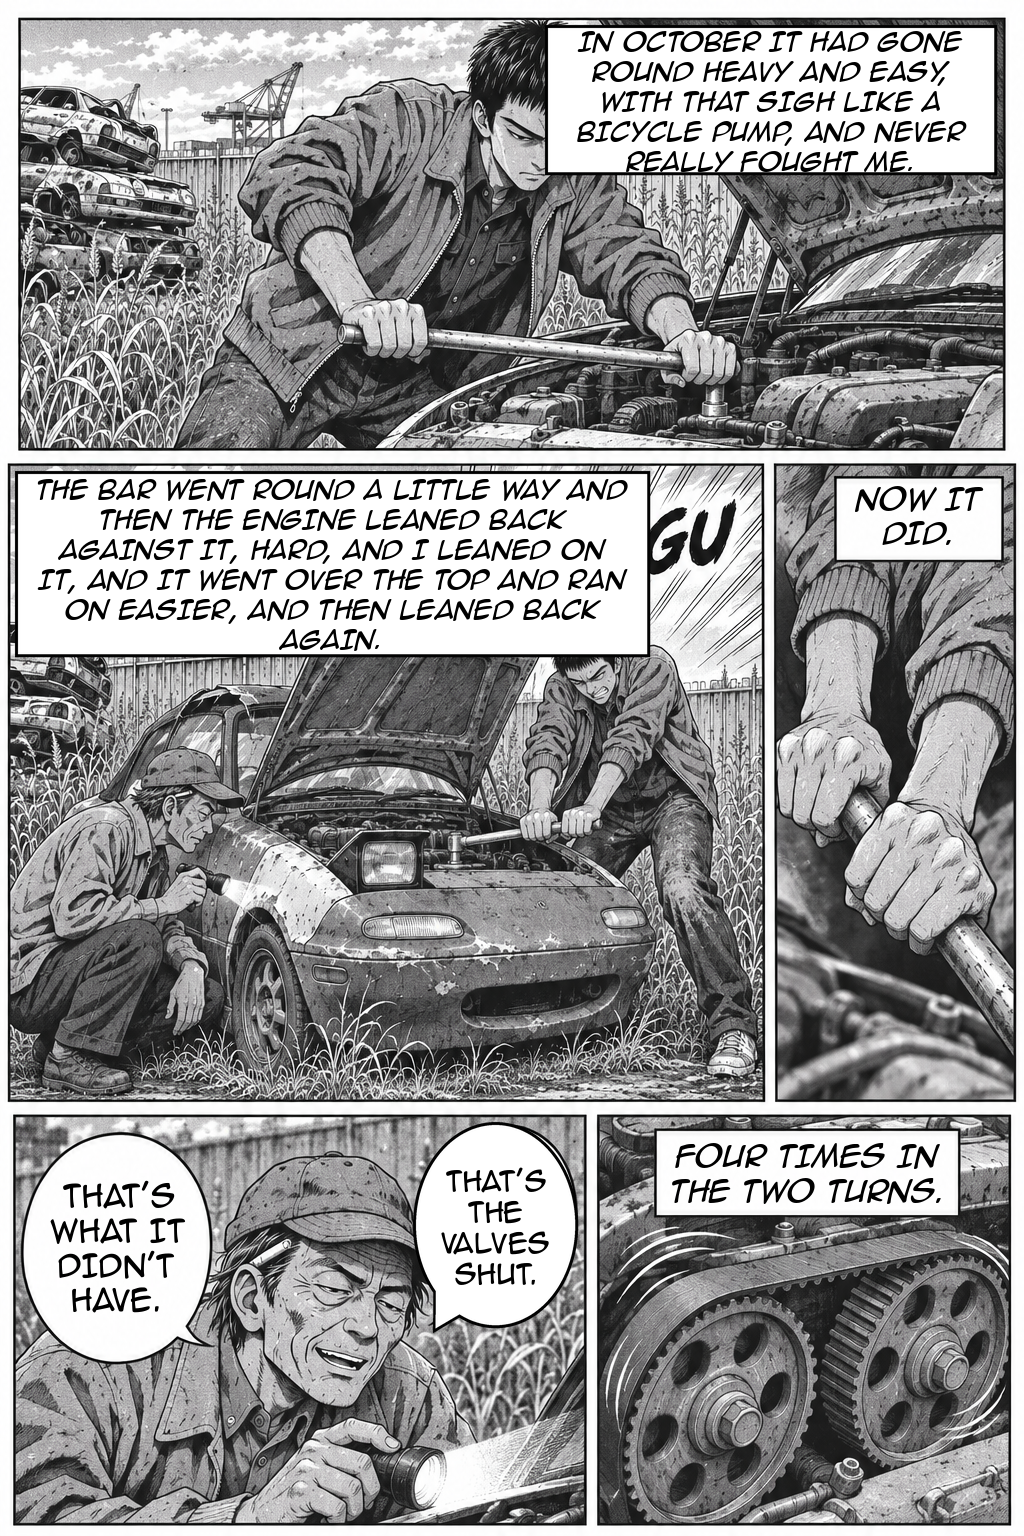 IN OCTOBER IT HAD GONE
ROUND HEAVY AND EASY,
WITH THAT SIGH LIKE A
BICYCLE PUMP, AND NEVER
REALLY FOUGHT ME.
THE BAR WENT ROUND A LITTLE WAY AND
THEN THE ENGINE LEANED BACK
AGAINST IT, HARD, AND I LEANED ON
IT, AND IT WENT OVER THE TOP AND RAN
ON EASIER, AND THEN LEANED BACK
AGAIN.
GU
NOW IT
DID.
THAT'S
WHAT IT
DIDN'T
HAVE.
THAT'S
THE
VALVES
SHUT.
FOUR TIMES IN
THE TWO TURNS.